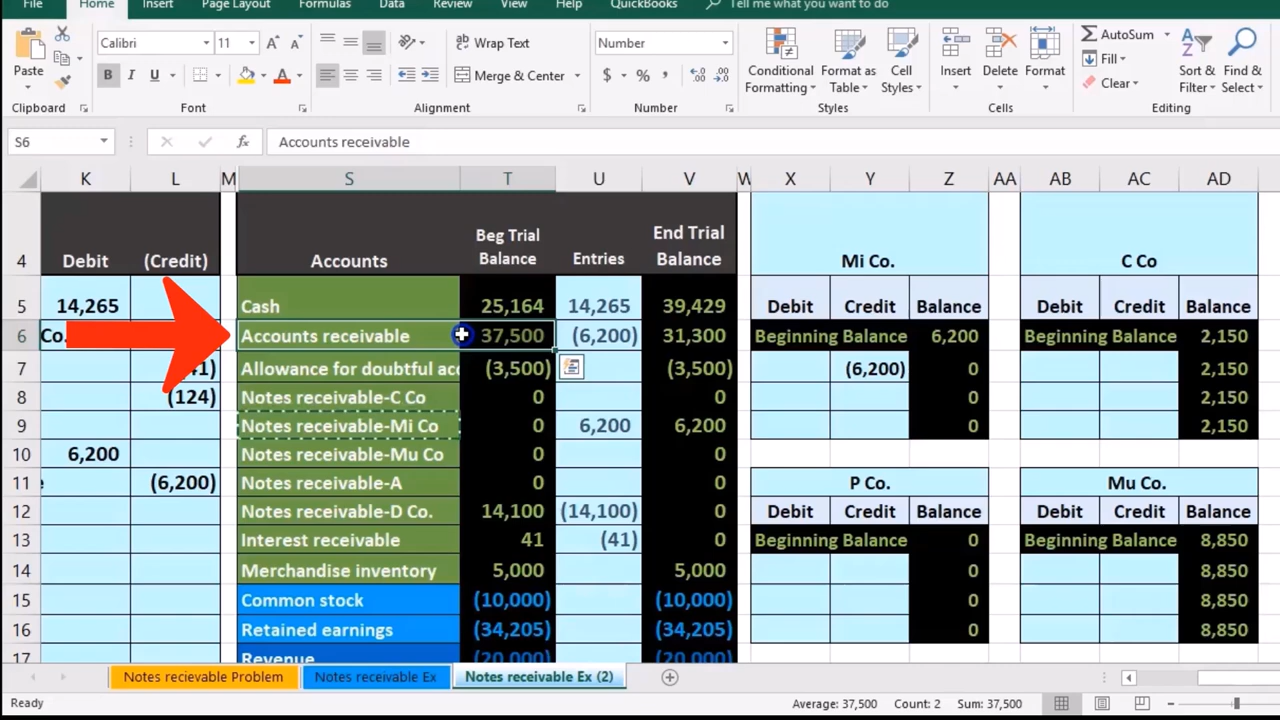 File Home Insert Page Layout Formulas Data Review View Help QuickBooks Tell me what you want to do
Calibri 11 A A Wrap Text Number AutoSum
Paste B I U A Merge & Center $ % , Conditional Formatting Format as Table Cell Styles Insert Delete Format Fill Clear Sort & Filter Find & Select
Clipboard Font Alignment Number Styles Cells Editing
S6 fx Accounts receivable
K L M S T U V W X Y Z AA AB AC AD
4 Debit (Credit) Accounts Beg Trial Balance Entries End Trial Balance Mi Co. C Co
5 14,265 Cash 25,164 14,265 39,429 Debit Credit Balance Debit Credit Balance
6 Co. Accounts receivable 37,500 (6,200) 31,300 Beginning Balance 6,200 Beginning Balance 2,150
7 Allowance for doubtful acc (3,500) (3,500) (6,200) 0 2,150
8 (124) Notes receivable-C Co 0 0 0 2,150
9 Notes receivable-Mi Co 0 6,200 6,200 0 2,150
10 6,200 Notes receivable-Mu Co 0 0
11 (6,200) Notes receivable-A 0 0 P Co. Mu Co.
12 Notes receivable-D Co. 14,100 (14,100) 0 Debit Credit Balance Debit Credit Balance
13 Interest receivable 41 (41) 0 Beginning Balance 0 Beginning Balance 8,850
14 Merchandise inventory 5,000 5,000 0 8,850
15 Common stock (10,000) (10,000) 0 8,850
16 Retained earnings (34,205) (34,205) 0 8,850
17 Revenue (20,000)
Notes recievable Problem Notes receivable Ex Notes receivable Ex (2)
Ready Average: 37,500 Count: 2 Sum: 37,500